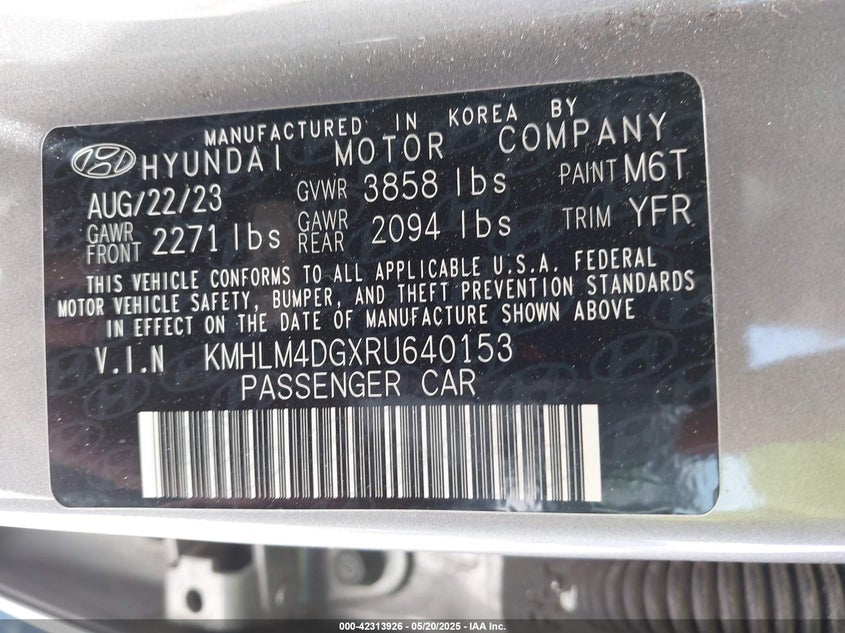 MANUFACTURED IN KOREA BY
HYUNDAI MOTOR COMPANY
AUG/22/23 GVWR 3858 lbs PAINT M6T
GAWR FRONT 2271 lbs GAWR REAR 2094 lbs TRIM YFR
THIS VEHICLE CONFORMS TO ALL APPLICABLE U.S.A. FEDERAL
MOTOR VEHICLE SAFETY, BUMPER, AND THEFT PREVENTION STANDARDS
IN EFFECT ON THE DATE OF MANUFACTURE SHOWN ABOVE
V.I.N KMHLM4DGXRU640153
PASSENGER CAR
000-42313926 - 05/20/2025 - IAA Inc.